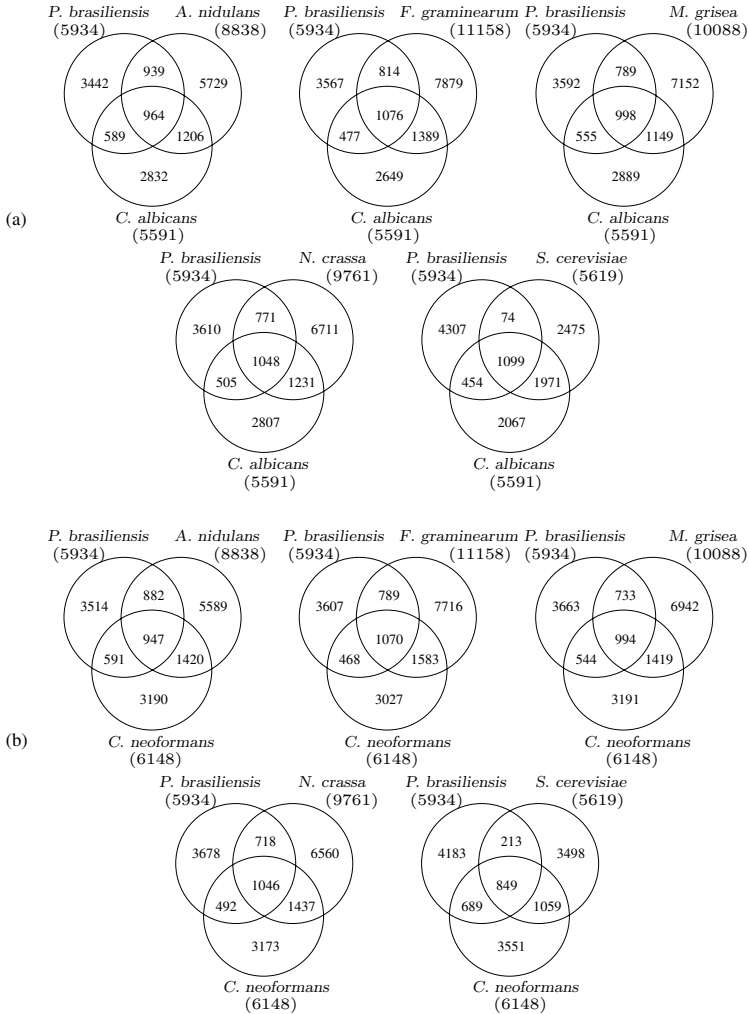 P. brasiliensis A. nidulans P. brasiliensis F. graminearum P. brasiliensis M. grisea
(5934) (8838) (5934) (11158) (5934) (10088)
3442 939 5729 3567 814 7879 3592 789 7152
964 1076 998
589 1206 477 1389 555 1149
2832 2649 2889
C. albicans C. albicans C. albicans
(a)
(5591) (5591) (5591)
P. brasiliensis N. crassa P. brasiliensis S. cerevisiae
(5934) (9761) (5934) (5619)
3610 771 6711 4307 74 2475
1048 1099
505 1231 454 1971
2807 2067
C. albicans C. albicans
(5591) (5591)
P. brasiliensis A. nidulans P. brasiliensis F. graminearum P. brasiliensis M. grisea
(5934) (8838) (5934) (11158) (5934) (10088)
3514 882 5589 3607 789 7716 3663 733 6942
947 1070 994
591 1420 468 1583 544 1419
3190 3027 3191
C. neoformans C. neoformans C. neoformans
(b)
(6148) (6148) (6148)
P. brasiliensis N. crassa P. brasiliensis S. cerevisiae
(5934) (9761) (5934) (5619)
3678 718 6560 4183 213 3498
1046 849
492 1437 689 1059
3173 3551
C. neoformans C. neoformans
(6148) (6148)